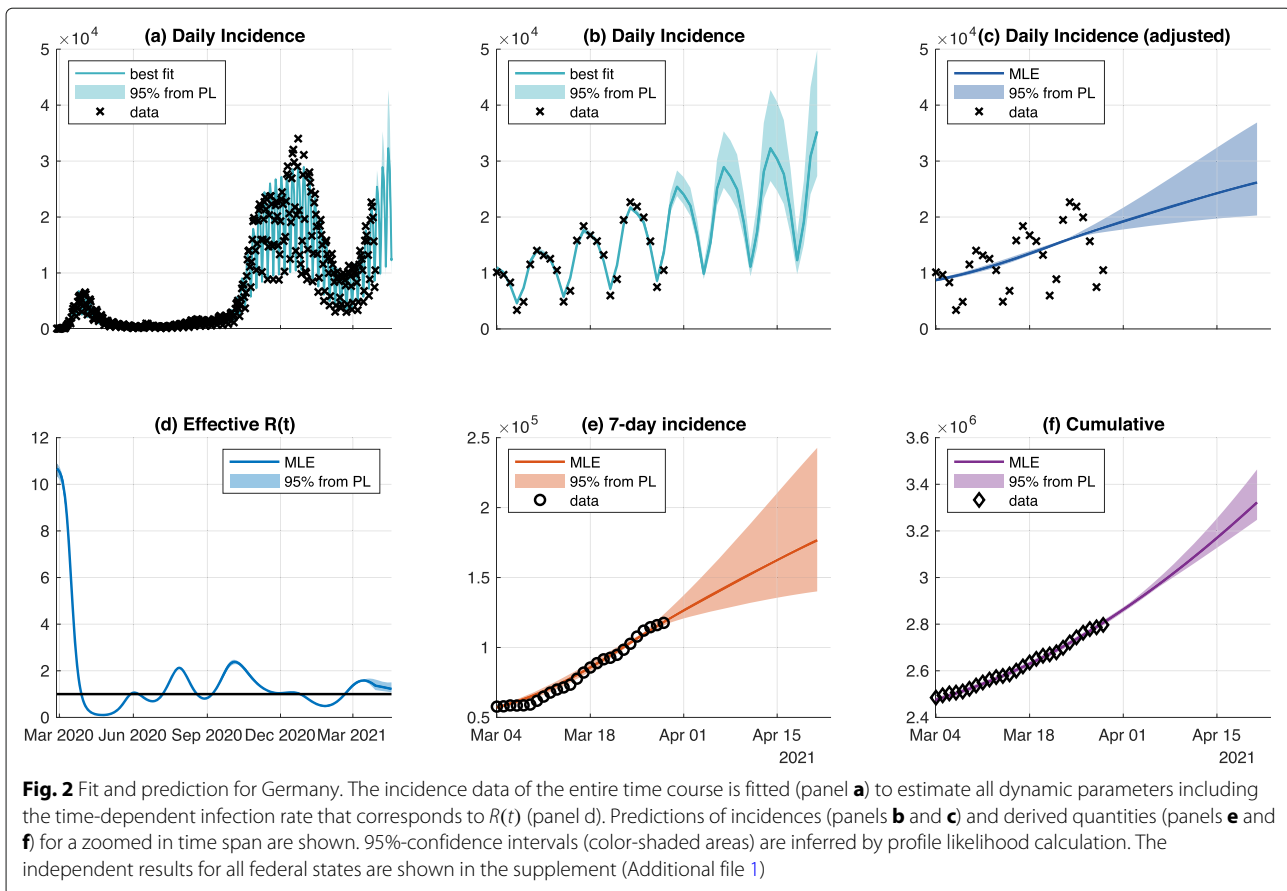 (a) Daily Incidence
×10⁴
5
4
3
2
1
0
best fit
95% from PL
data
(b) Daily Incidence
×10⁴
5
4
3
2
1
0
best fit
95% from PL
data
(c) Daily Incidence (adjusted)
×10⁴
5
4
3
2
1
0
MLE
95% from PL
data
(d) Effective R(t)
12
10
8
6
4
2
0
MLE
95% from PL
Mar 2020 Jun 2020 Sep 2020 Dec 2020 Mar 2021
(e) 7-day incidence
×10⁵
2.5
2
1.5
1
0.5
MLE
95% from PL
data
Mar 04 Mar 18 Apr 01 Apr 15
2021
(f) Cumulative
×10⁶
3.6
3.4
3.2
3
2.8
2.6
2.4
MLE
95% from PL
data
Mar 04 Mar 18 Apr 01 Apr 15
2021
Fig. 2 Fit and prediction for Germany. The incidence data of the entire time course is fitted (panel a) to estimate all dynamic parameters including
the time-dependent infection rate that corresponds to R(t) (panel d). Predictions of incidences (panels b and c) and derived quantities (panels e and
f) for a zoomed in time span are shown. 95%-confidence intervals (color-shaded areas) are inferred by profile likelihood calculation. The
independent results for all federal states are shown in the supplement (Additional file 1)